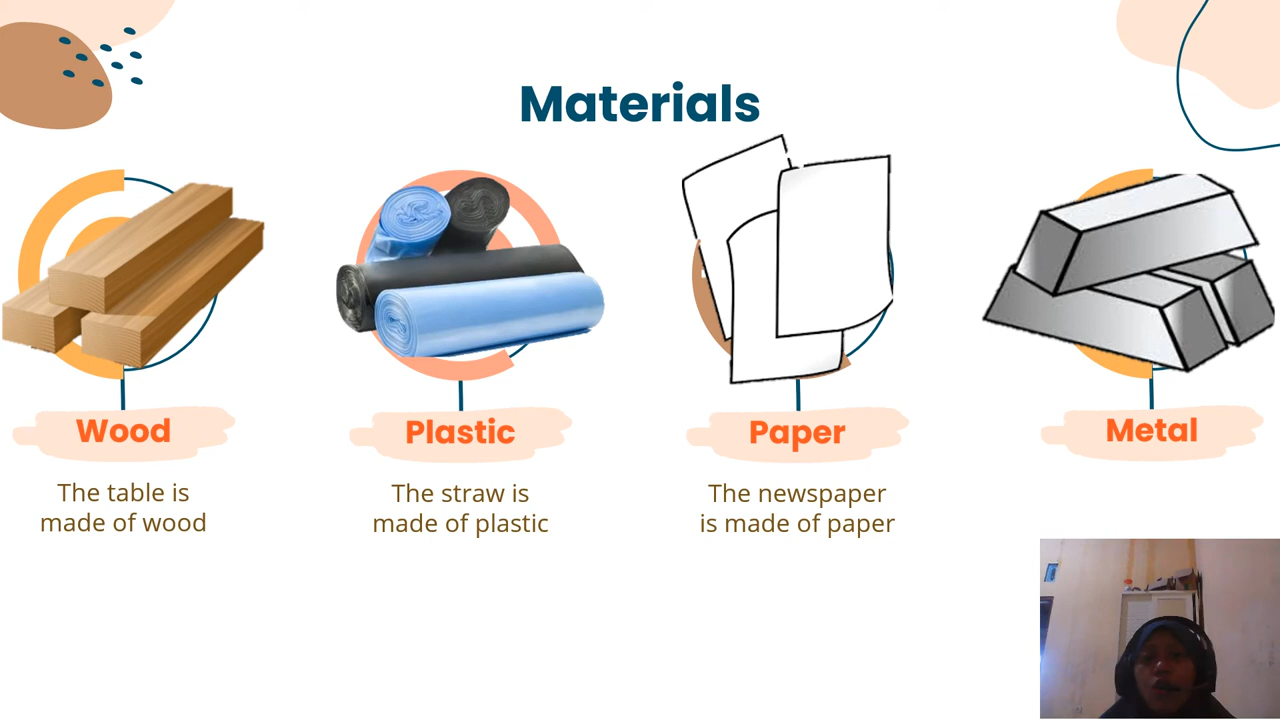 Materials
Wood
The table is
made of wood
Plastic
The straw is
made of plastic
Paper
The newspaper
is made of paper
Metal